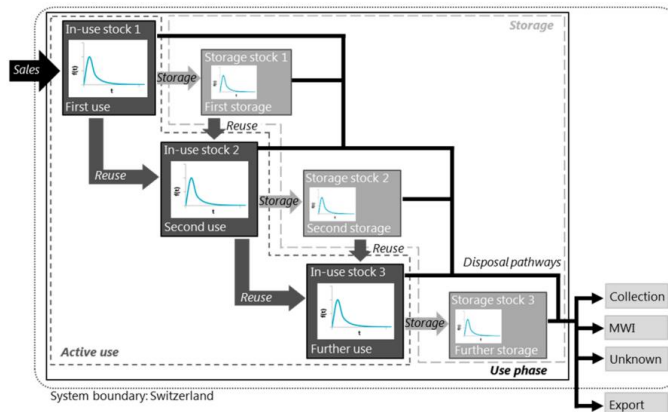 In-use stock 1
Storage
Sales
f(t)
t
First use
Storage
Storage stock 1
First storage
Reuse
In-use stock 2
Reuse
t
Second use
Storage
Storage stock 2
Second storage
Reuse
Disposal pathways
In-use stock 3
Reuse
f(t)
t
Further use
Storage
Storage stock 3
Further storage
Collection
MWI
Unknown
Export
Active use
Use phase
System boundary: Switzerland